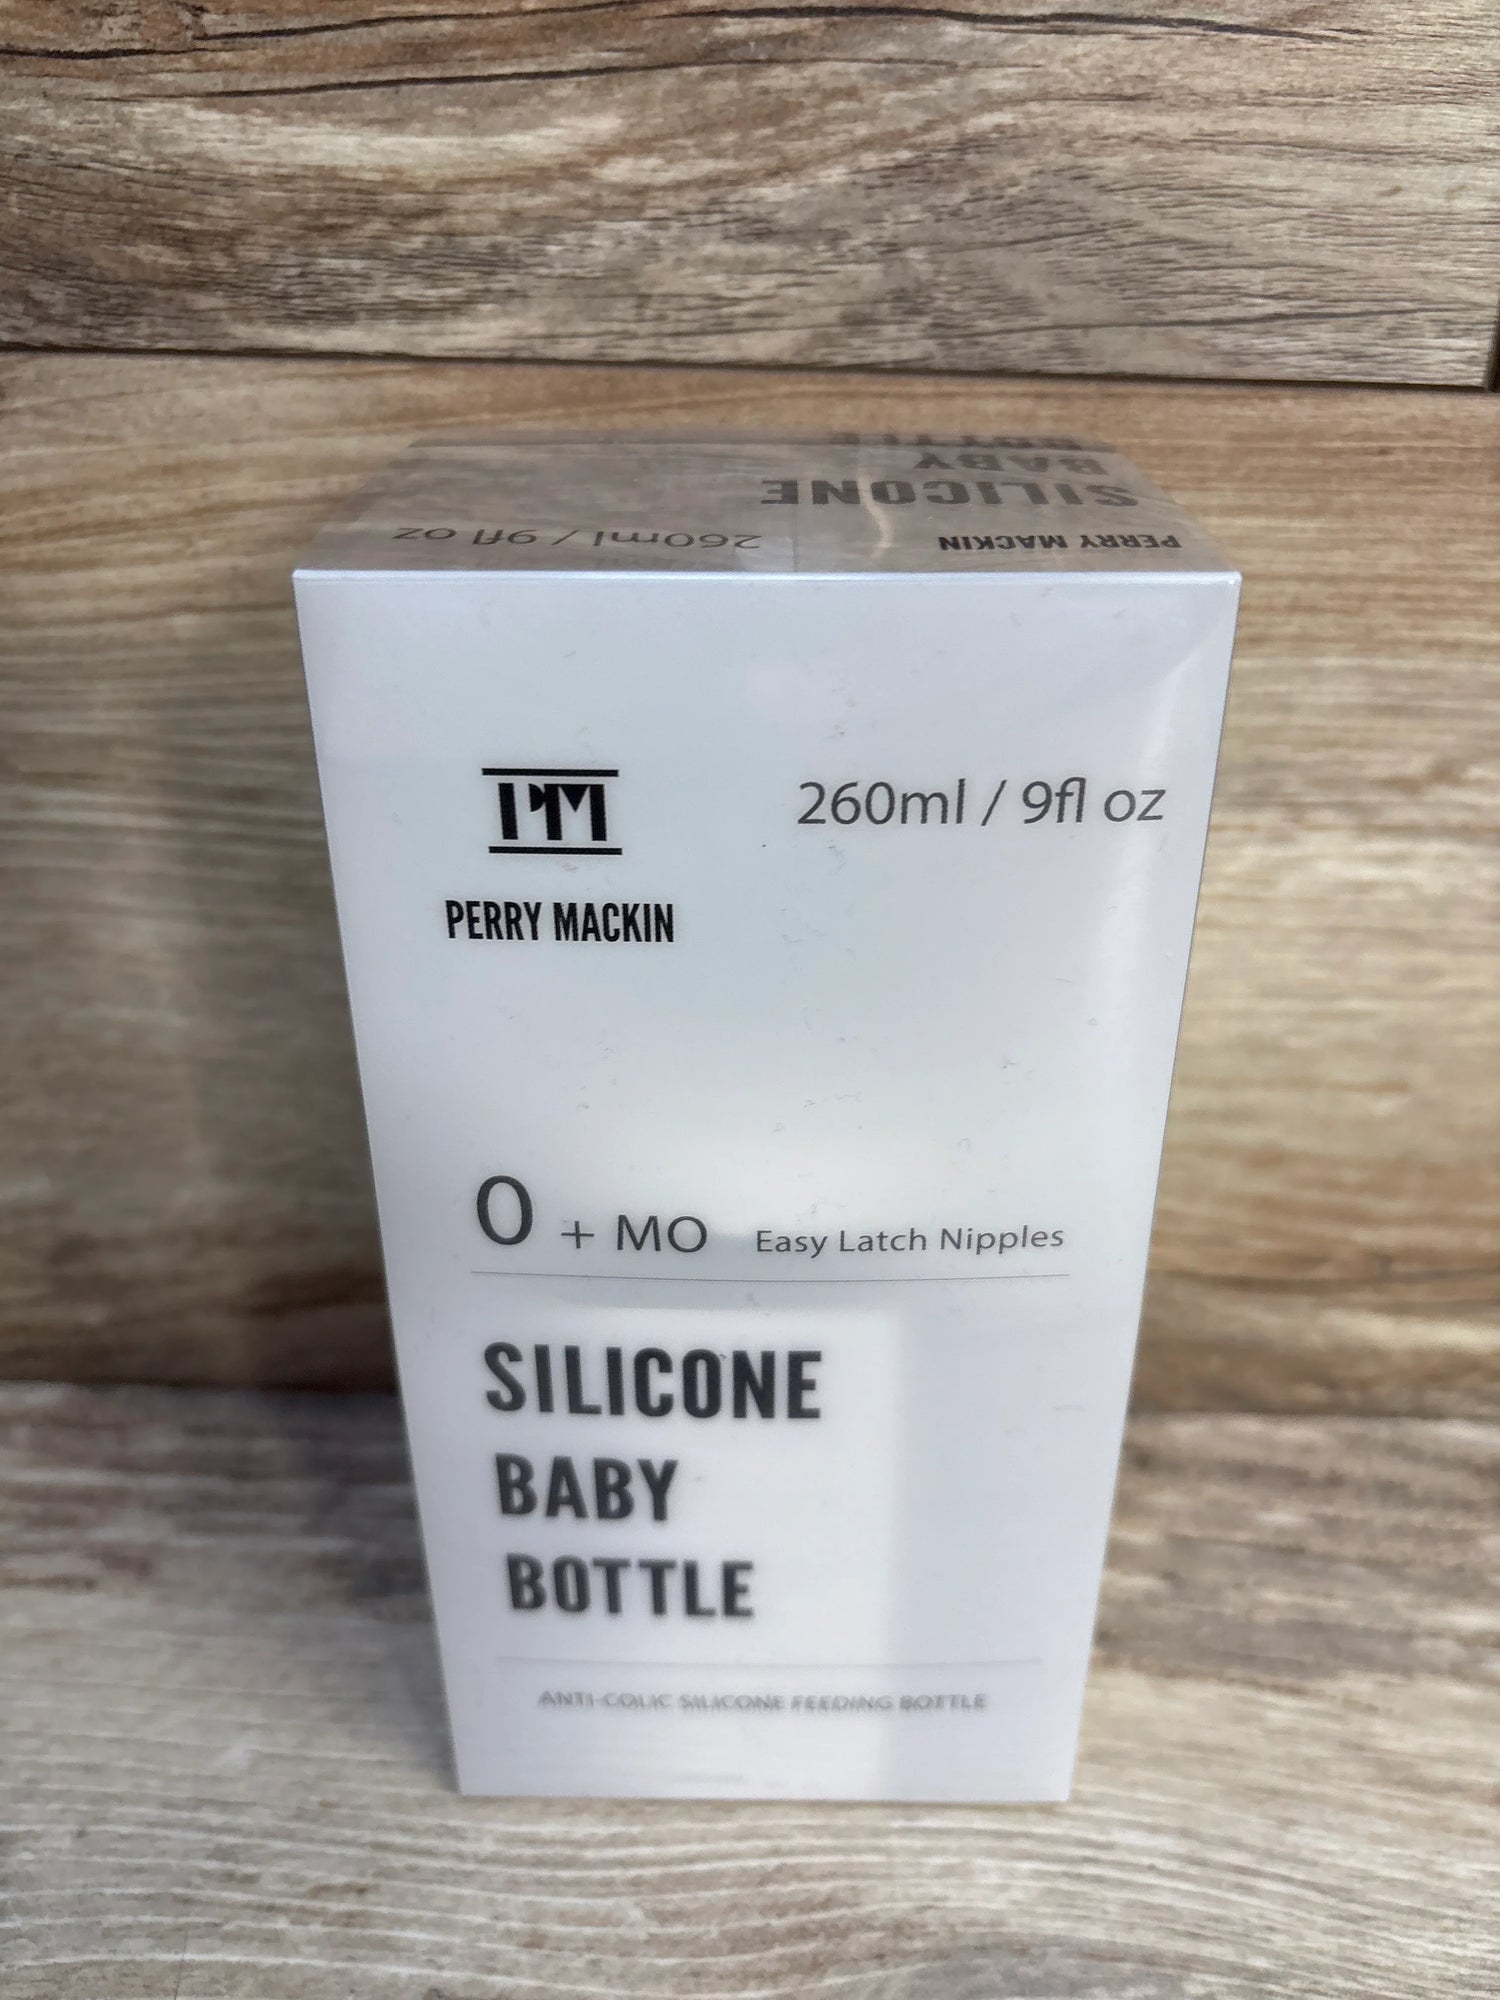 BOTTLE
BABY
SILICONE
260ml / 9fl oz
PERRY MACKIN
PM
260ml / 9fl oz
PERRY MACKIN
0 + MO Easy Latch Nipples
SILICONE
BABY
BOTTLE
ANTI-COLIC SILICONE FEEDING BOTTLE